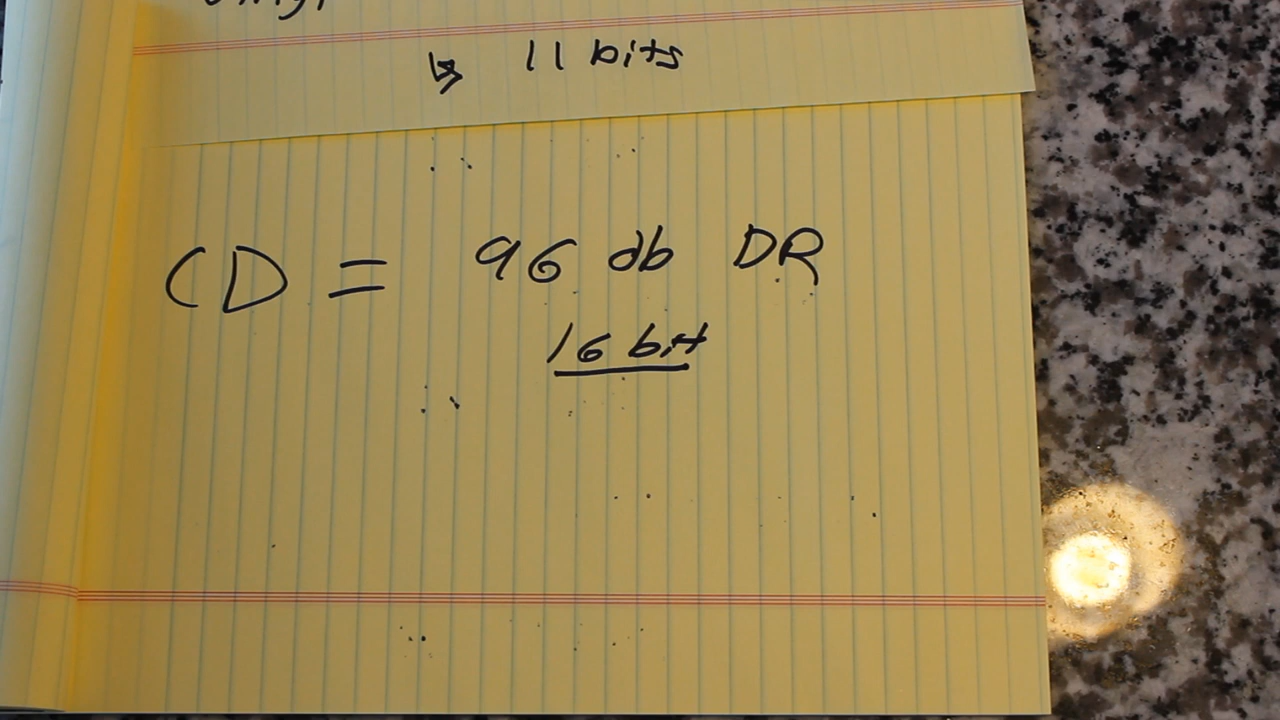 ↳ 11 bits
CD = 96 db DR
16 bit